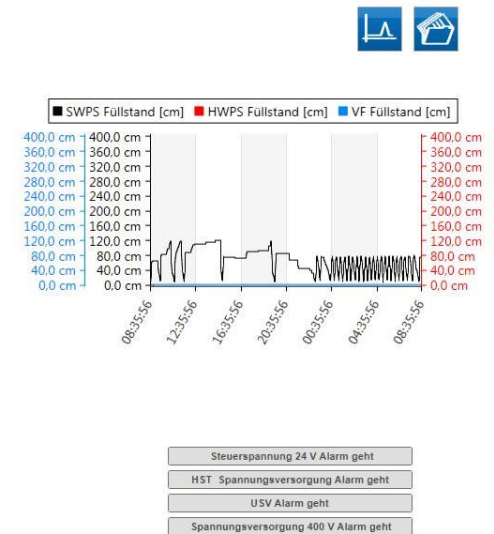 SWPS Füllstand [cm] HWPS Füllstand [cm] VF Füllstand [cm]
400,0 cm 400,0 cm 400,0 cm
360,0 cm 360,0 cm 360,0 cm
320,0 cm 320,0 cm 320,0 cm
280,0 cm 280,0 cm 280,0 cm
240,0 cm 240,0 cm 240,0 cm
200,0 cm 200,0 cm 200,0 cm
160,0 cm 160,0 cm 160,0 cm
120,0 cm 120,0 cm 120,0 cm
80,0 cm 80,0 cm 80,0 cm
40,0 cm 40,0 cm 40,0 cm
0,0 cm 0,0 cm 0,0 cm
08:35:56 12:35:56 16:35:56 20:35:56 00:35:56 04:35:56 08:35:56
Steuerspannung 24 V Alarm geht
HST Spannungsversorgung Alarm geht
USV Alarm geht
Spannungsversorgung 400 V Alarm geht